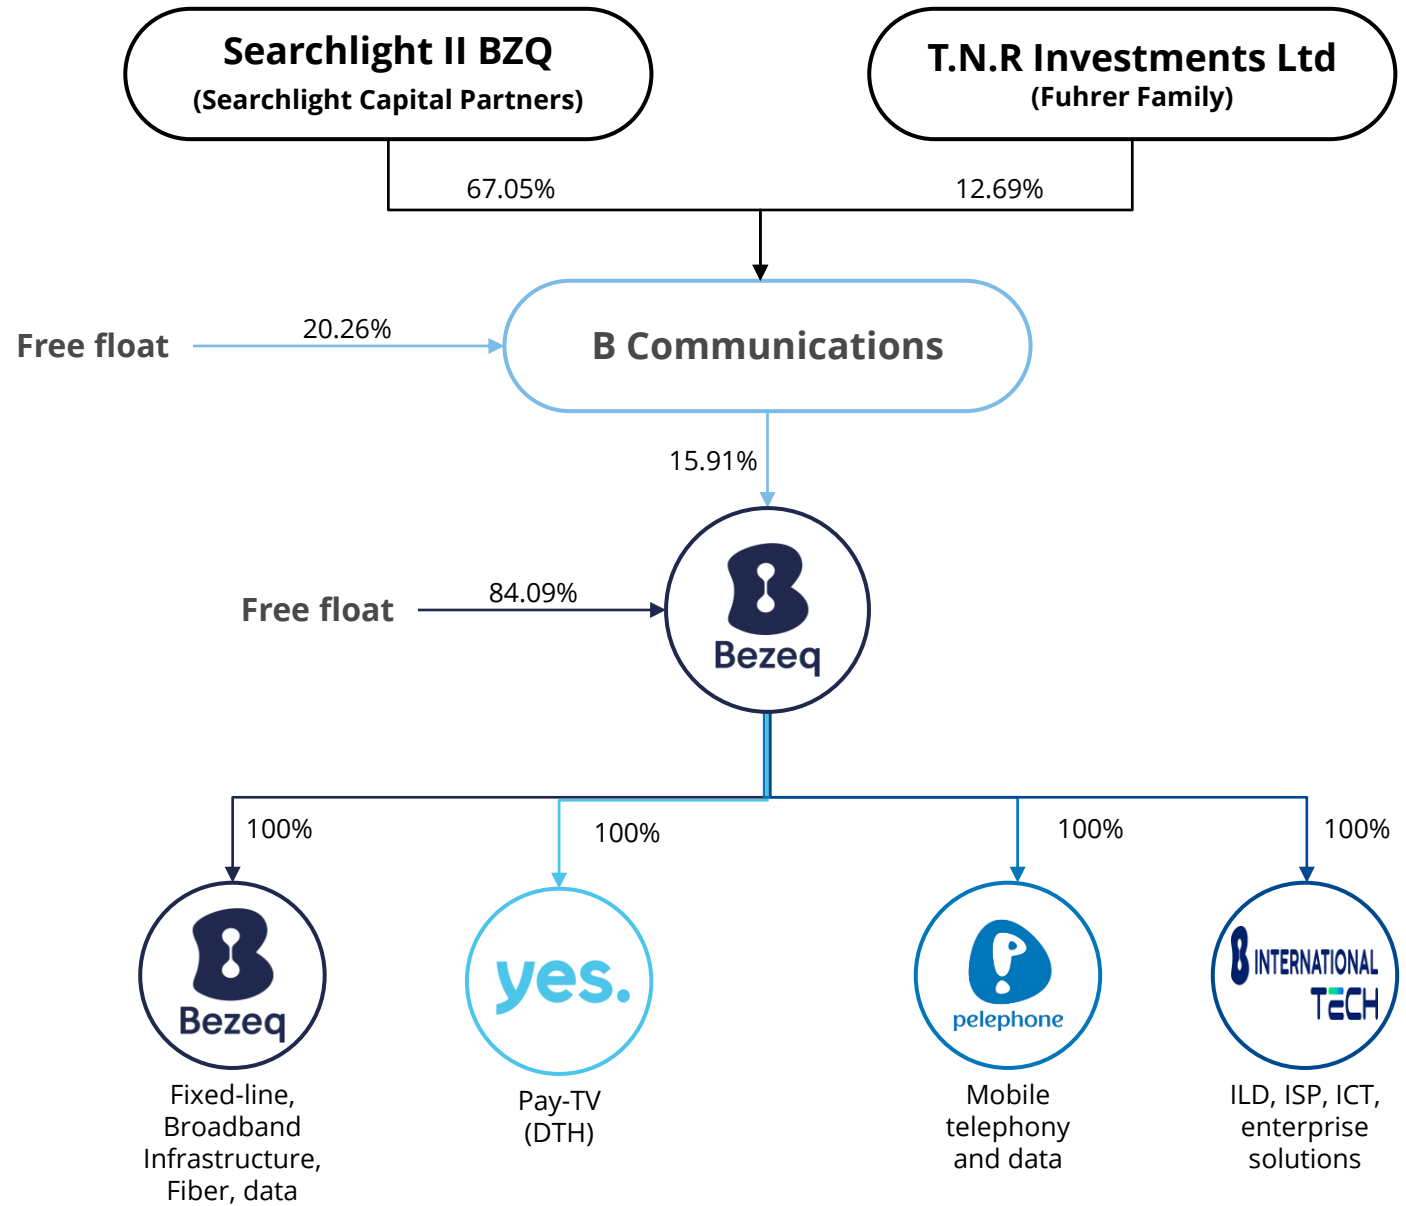 Searchlight II BZQ
(Searchlight Capital Partners)
T.N.R Investments Ltd
(Fuhrer Family)
67.05%
12.69%
Free float
20.26%
B Communications
15.91%
Free float
84.09%
Bezeq
100%
100%
100%
100%
Bezeq
yes.
pelephone
B INTERNATIONAL
TECH
Fixed-line,
Broadband
Infrastructure,
Fiber, data
Pay-TV
(DTH)
Mobile
telephony
and data
ILD, ISP, ICT,
enterprise
solutions